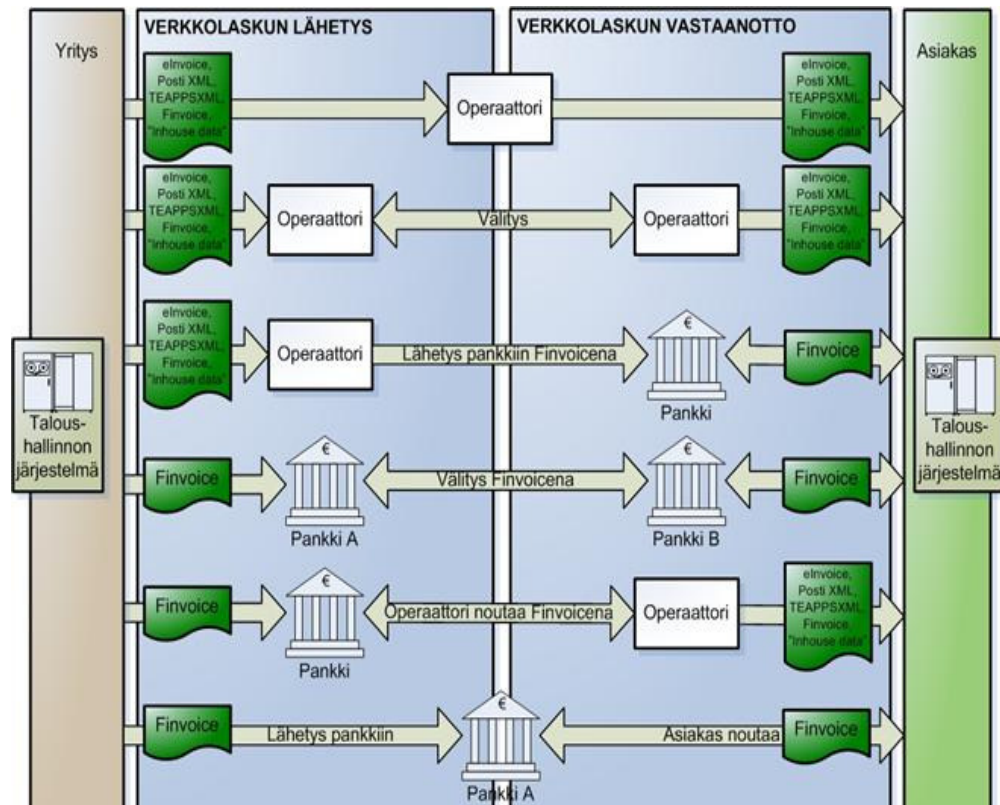 Yritys
VERKKOLASKUN LÄHETYS
VERKKOLASKUN VASTAANOTTO
Asiakas
eInvoice,
Posti XML,
TEAPPSXML,
Finvoice,
"Inhouse data"
Operaattori
eInvoice,
Posti XML,
TEAPPSXML,
Finvoice,
"Inhouse data"
eInvoice,
Posti XML,
TEAPPSXML,
Finvoice,
"Inhouse data"
Operaattori
Välitys
Operaattori
eInvoice,
Posti XML,
TEAPPSXML,
Finvoice,
"Inhouse data"
eInvoice,
Posti XML,
TEAPPSXML,
Finvoice,
"Inhouse data"
Operaattori
Lähetys pankkiin Finvoicena
€
Pankki
Finvoice
Talous-
hallinnon
järjestelmä
Talous-
hallinnon
järjestelmä
Finvoice
€
Pankki A
Välitys Finvoicena
€
Pankki B
Finvoice
Finvoice
€
Pankki
Operaattori noutaa Finvoicena
Operaattori
eInvoice,
Posti XML,
TEAPPSXML,
Finvoice,
"Inhouse data"
Finvoice
Lähetys pankkiin
€
Pankki A
Asiakas noutaa
Finvoice